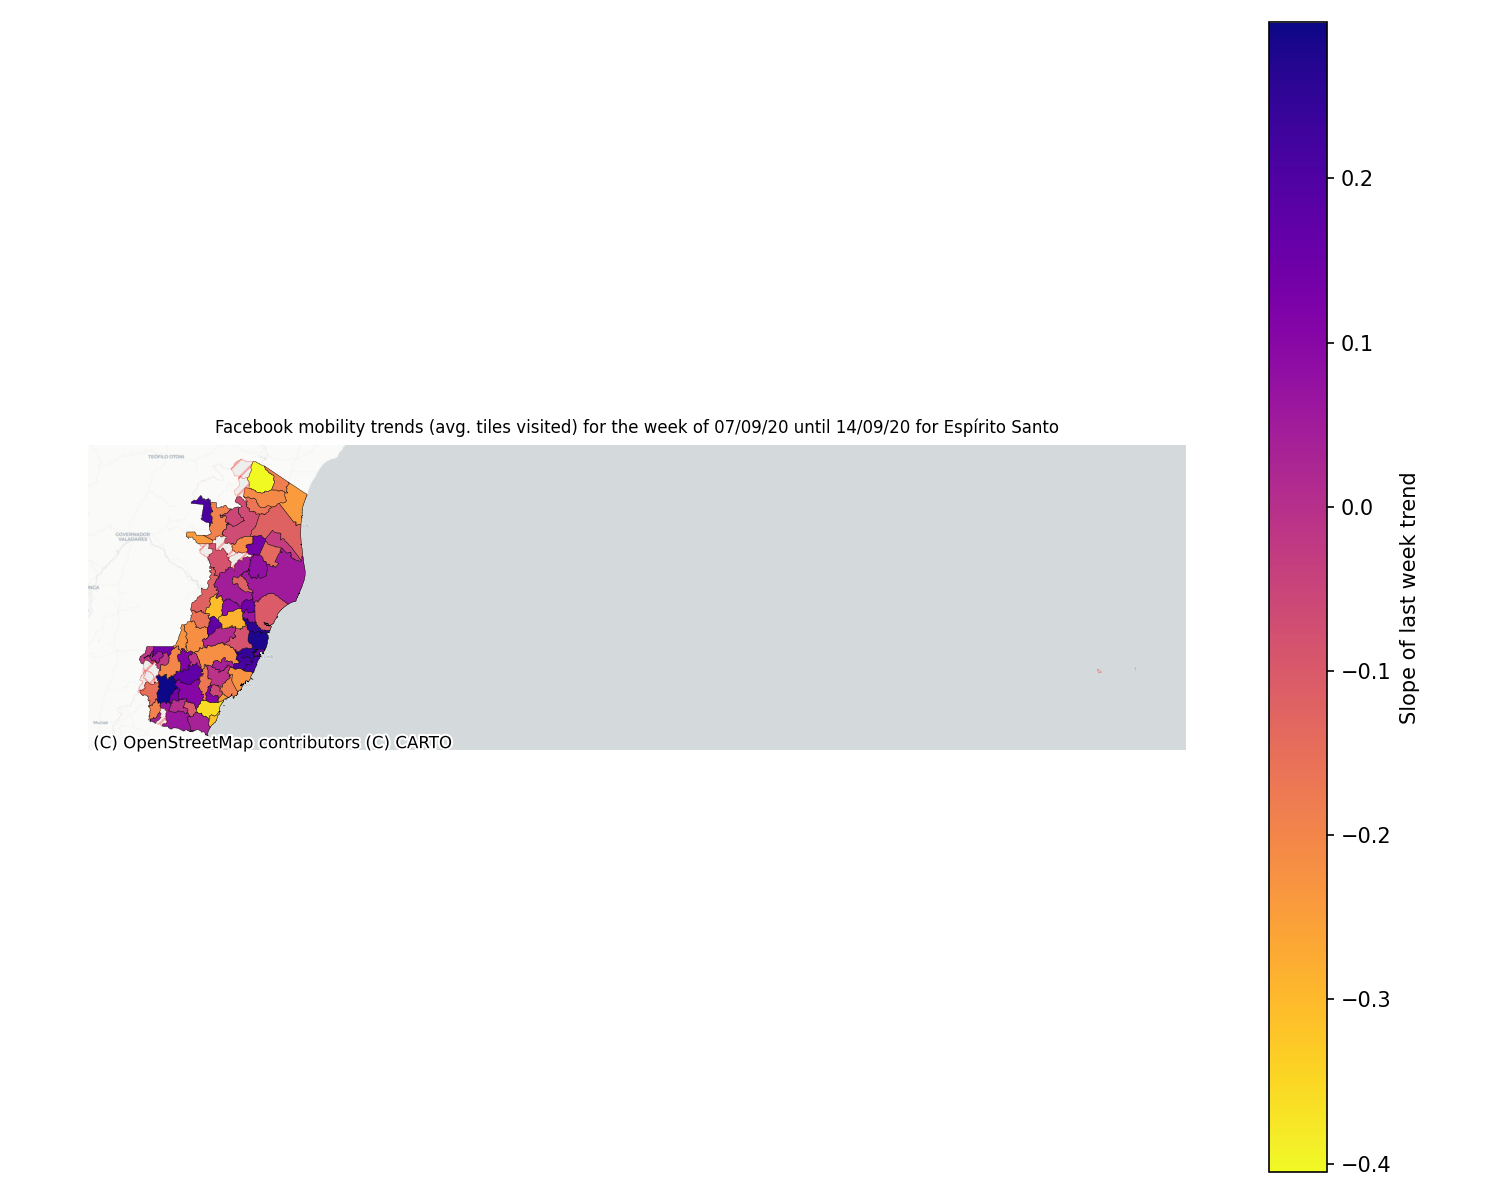 Facebook mobility trends (avg. tiles visited) for the week of 07/09/20 until 14/09/20 for Espírito Santo
TEÓFILO OTONI
GOVERNADOR
VALADARES
(C) OpenStreetMap contributors (C) CARTO
0.2
0.1
0.0
−0.1
−0.2
−0.3
−0.4
Slope of last week trend